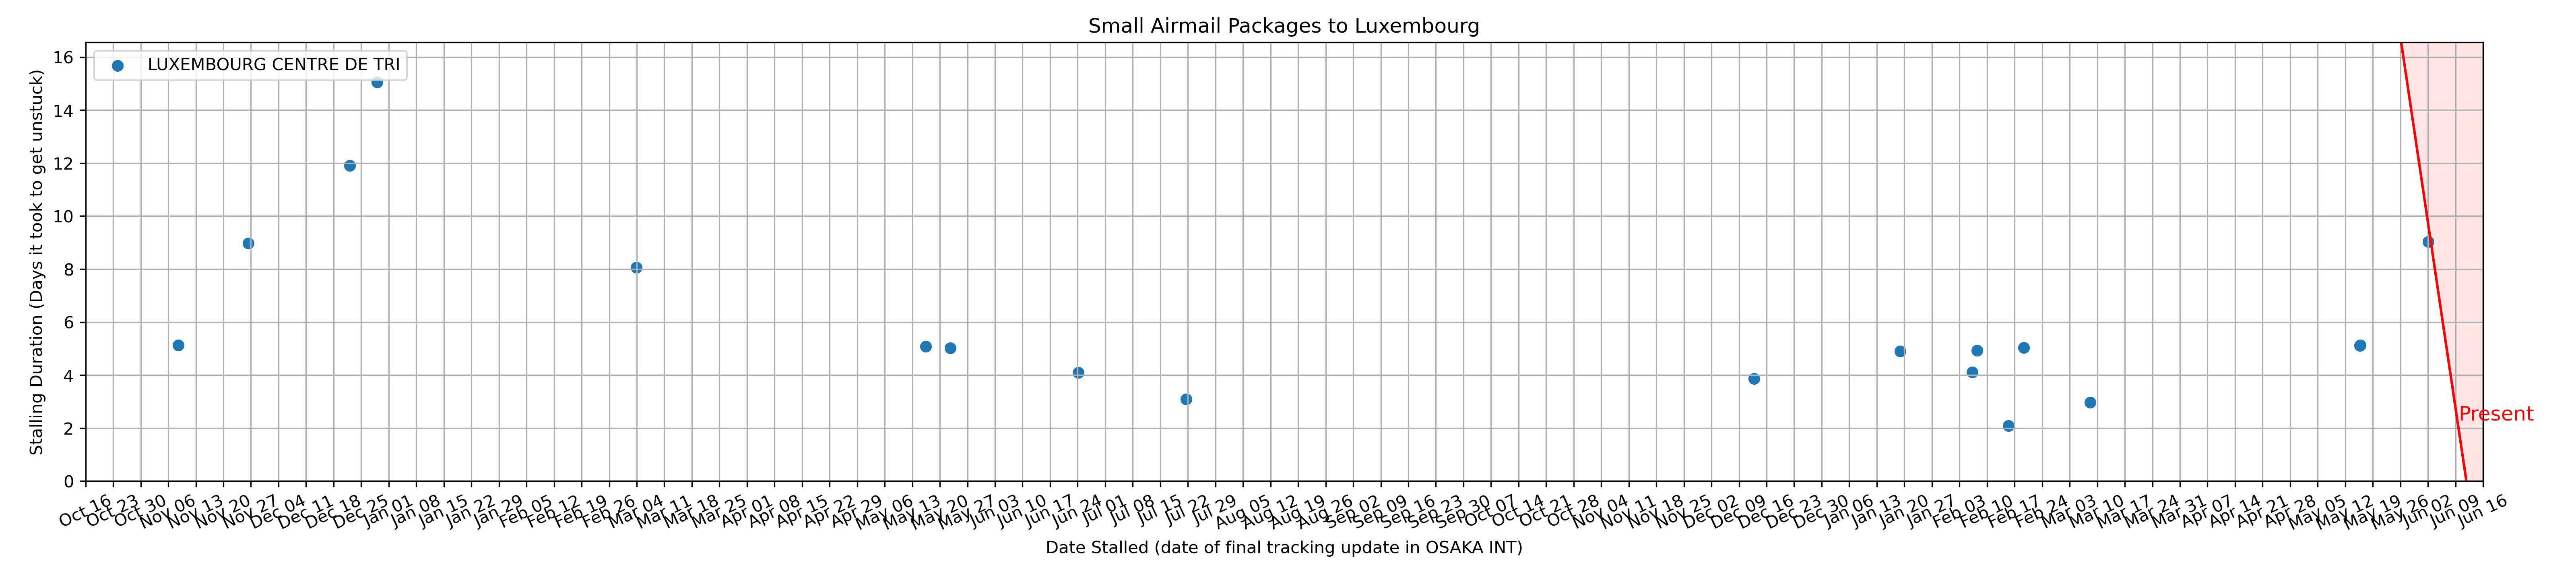 Small Airmail Packages to Luxembourg
LUXEMBOURG CENTRE DE TRI
Stalling Duration (Days it took to get unstuck)
16
14
12
10
8
6
4
2
0
Present
Oct 16
Oct 23
Oct 30
Nov 06
Nov 13
Nov 20
Nov 27
Dec 04
Dec 11
Dec 18
Dec 25
Jan 01
Jan 08
Jan 15
Jan 22
Jan 29
Feb 05
Feb 12
Feb 19
Feb 26
Mar 04
Mar 11
Mar 18
Mar 25
Apr 01
Apr 08
Apr 15
Apr 22
Apr 29
May 06
May 13
May 20
May 27
Jun 03
Jun 10
Jun 17
Jun 24
Jul 01
Jul 08
Jul 15
Jul 22
Jul 29
Aug 05
Aug 12
Aug 19
Aug 26
Sep 02
Sep 09
Sep 16
Sep 23
Sep 30
Oct 07
Oct 14
Oct 21
Oct 28
Nov 04
Nov 11
Nov 18
Nov 25
Dec 02
Dec 09
Dec 16
Dec 23
Dec 30
Jan 06
Jan 13
Jan 20
Jan 27
Feb 03
Feb 10
Feb 17
Feb 24
Mar 03
Mar 10
Mar 17
Mar 24
Mar 31
Apr 07
Apr 14
Apr 21
Apr 28
May 05
May 12
May 19
May 26
Jun 02
Jun 09
Jun 16
Date Stalled (date of final tracking update in OSAKA INT)